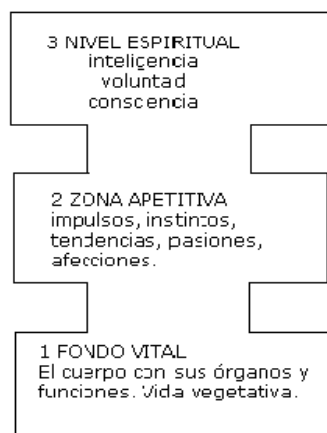 3 NIVEL ESPIRITUAL
inteligencia
voluntad
consciencia
2 ZONA APETITIVA
impulsos, instintos,
tendencias, pasiones,
afecciones.
1 FONDO VITAL
El cuerpo con sus órganos y
funciones. Vida vegetativa.